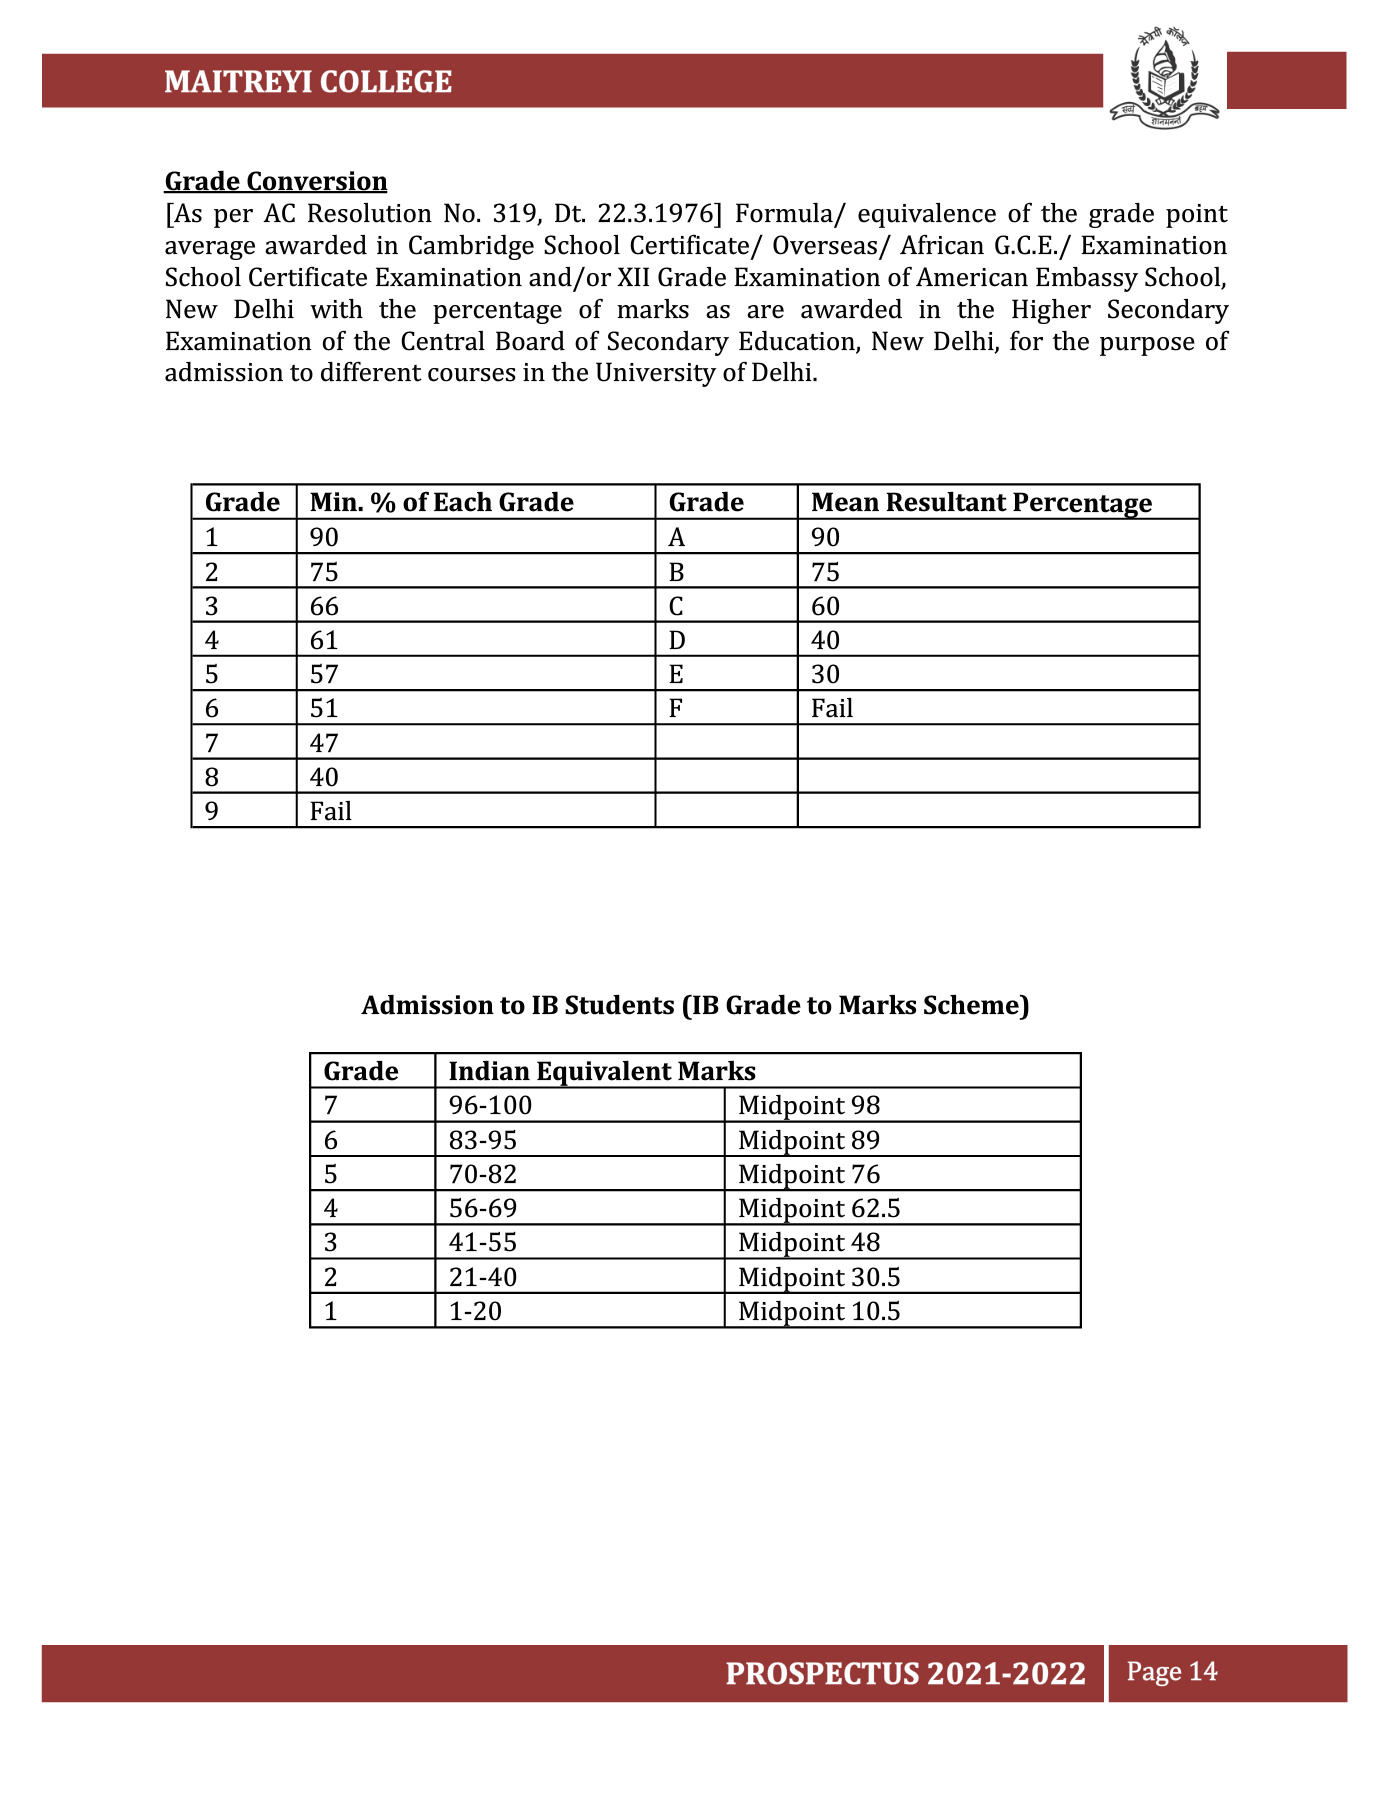 MAITREYI COLLEGE
मैत्रेयी कॉलेज
ज्ञानमनन्तं
Grade Conversion
[As per AC Resolution No. 319, Dt. 22.3.1976] Formula/ equivalence of the grade point
average awarded in Cambridge School Certificate/ Overseas/ African G.C.E./ Examination
School Certificate Examination and/or XII Grade Examination of American Embassy School,
New Delhi with the percentage of marks as are awarded in the Higher Secondary
Examination of the Central Board of Secondary Education, New Delhi, for the purpose of
admission to different courses in the University of Delhi.
Grade Min. % of Each Grade Grade Mean Resultant Percentage
1 90 A 90
2 75 B 75
3 66 C 60
4 61 D 40
5 57 E 30
6 51 F Fail
7 47
8 40
9 Fail
Admission to IB Students (IB Grade to Marks Scheme)
Grade Indian Equivalent Marks
7 96-100 Midpoint 98
6 83-95 Midpoint 89
5 70-82 Midpoint 76
4 56-69 Midpoint 62.5
3 41-55 Midpoint 48
2 21-40 Midpoint 30.5
1 1-20 Midpoint 10.5
PROSPECTUS 2021-2022 Page 14